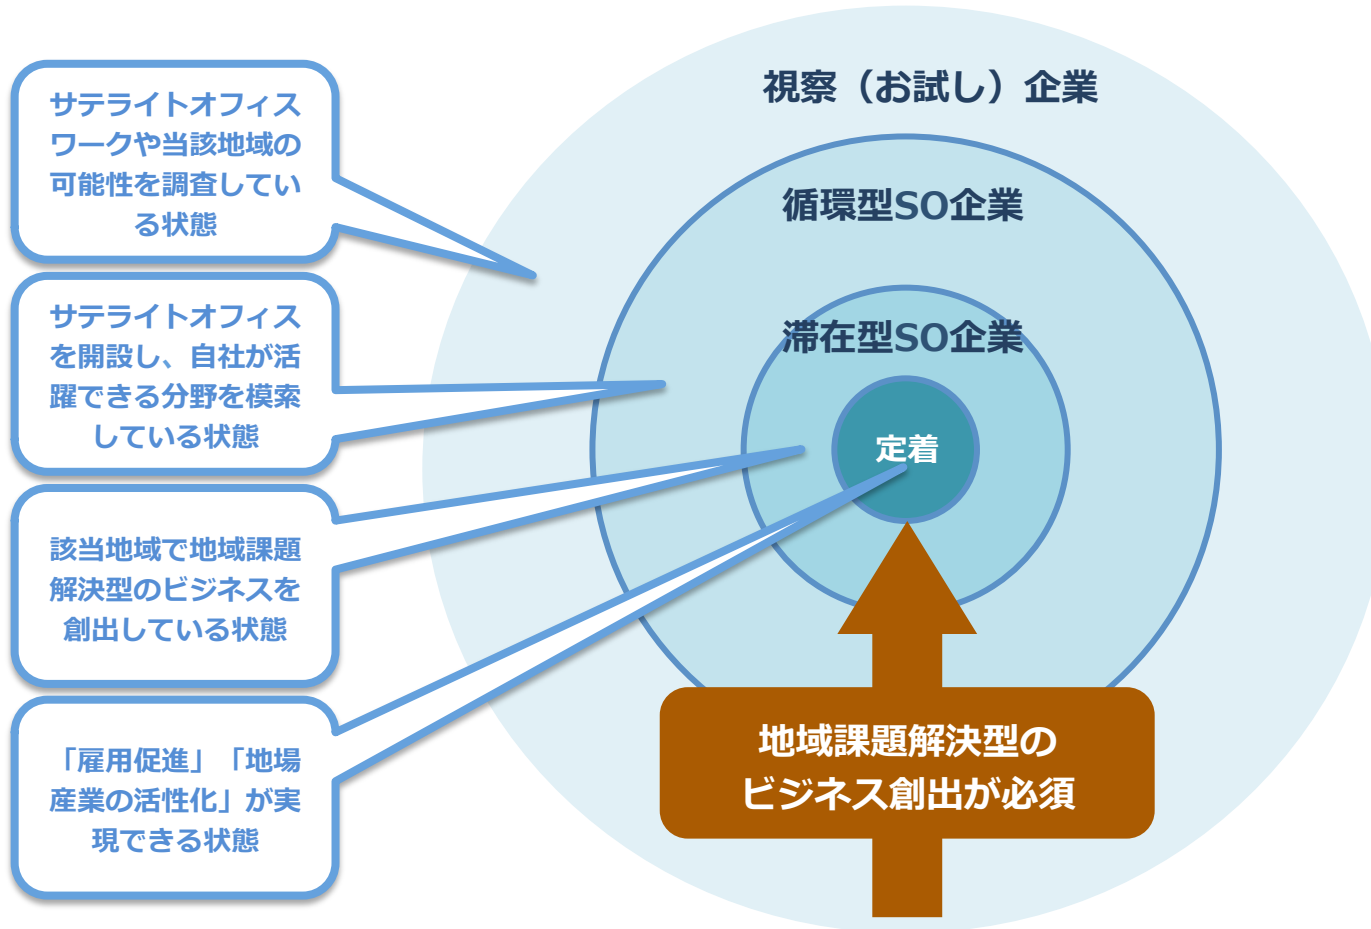 サテライトオフィス
ワークや当該地域の
可能性を調査してい
る状態
サテライトオフィス
を開設し、自社が活
躍できる分野を模索
している状態
該当地域で地域課題
解決型のビジネスを
創出している状態
「雇用促進」「地場
産業の活性化」が実
現できる状態
視察（お試し）企業
循環型SO企業
滞在型SO企業
定着
地域課題解決型の
ビジネス創出が必須